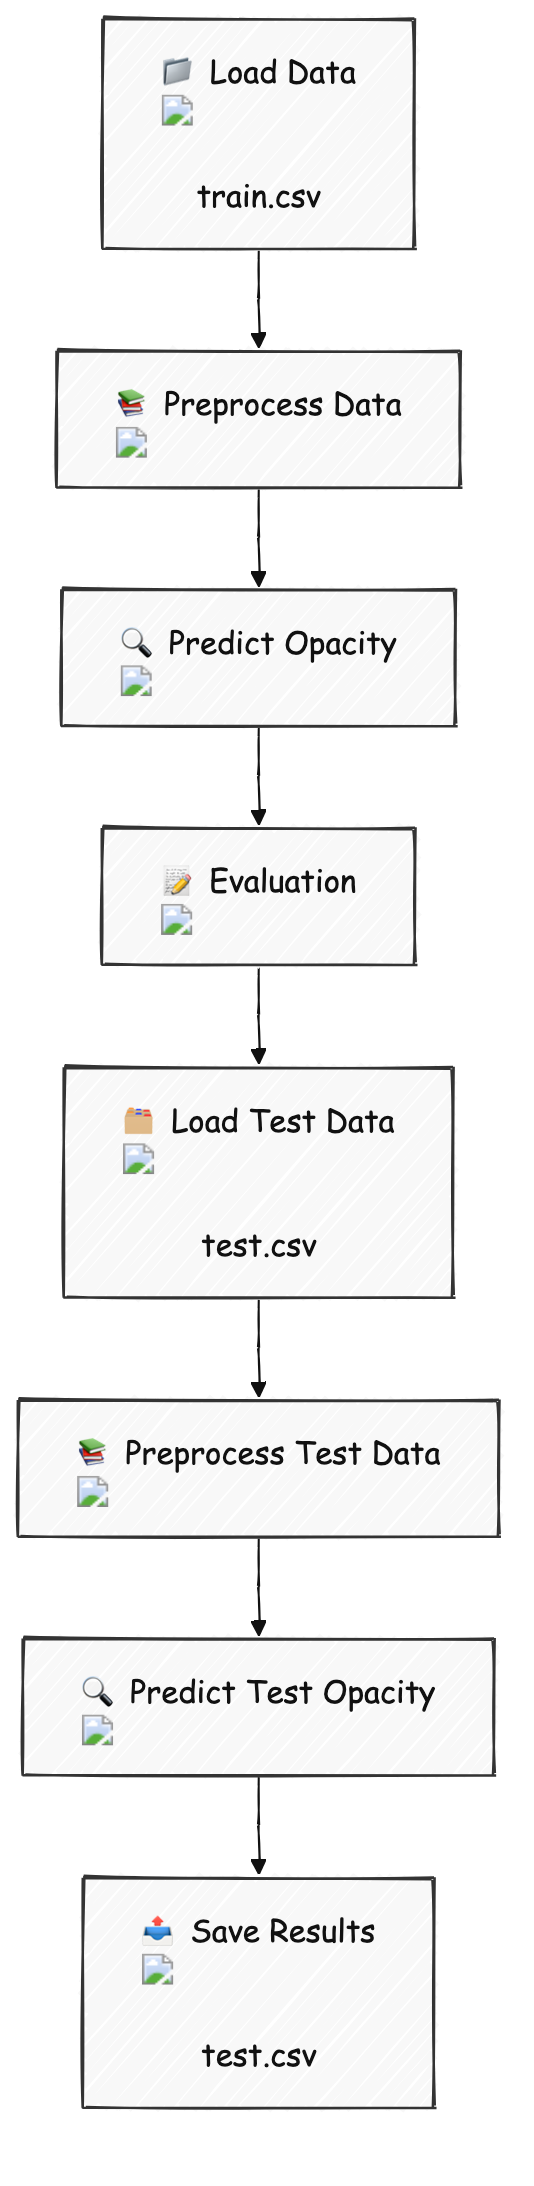 Load Data
train.csv
Preprocess Data
Predict Opacity
Evaluation
Load Test Data
test.csv
Preprocess Test Data
Predict Test Opacity
Save Results
test.csv